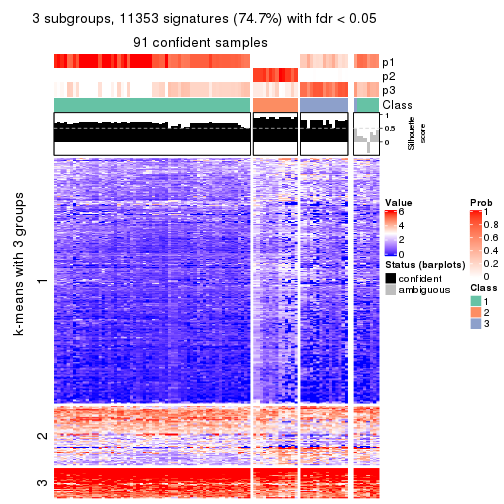 3 subgroups, 11353 signatures (74.7%) with fdr < 0.05
91 confident samples
p1
p2
p3
Class
1
0.5
0
Silhouette
score
k-means with 3 groups
1
2
3
Value
6
4
2
0
Status (barplots)
confident
ambiguous
Prob
1
0.8
0.6
0.4
0.2
0
Class
1
2
3